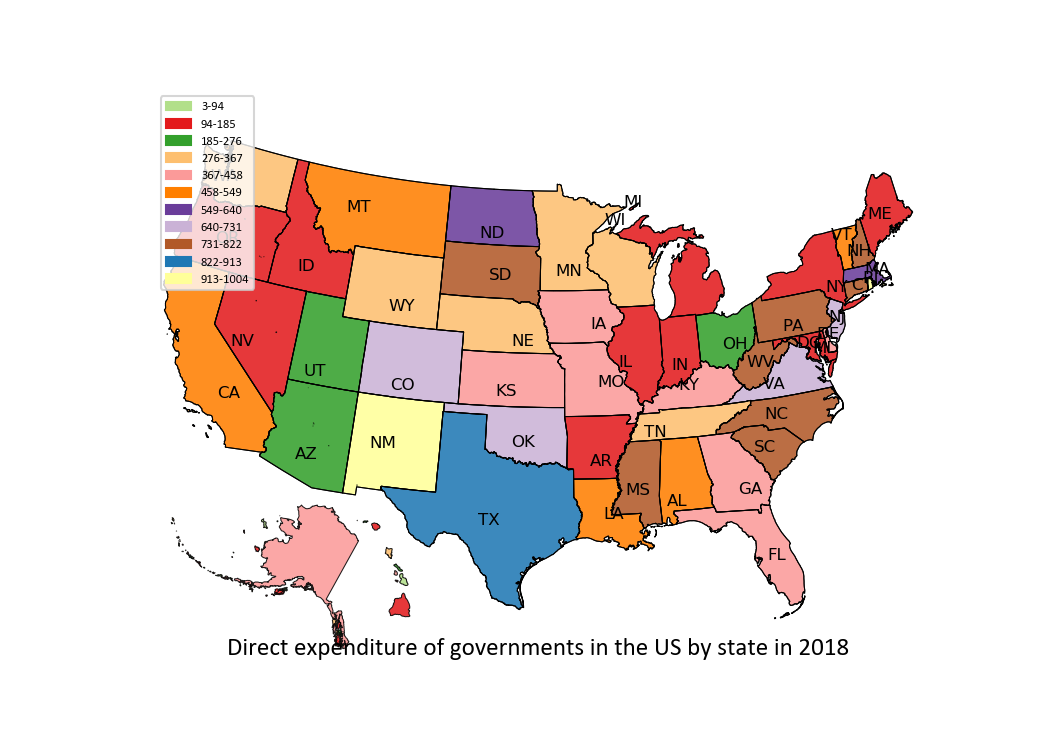 3-94
94-185
185-276
276-367
367-458
458-549
549-640
640-731
731-822
822-913
913-1004
MI
WI
ME
MT
VT
ND
NH
ID
SD
MN
MA
NY
CT
WY
IA
PA
NJ
NV
NE
OH
DE
DC
MD
UT
IL
IN
WV
CO
KS
MO
KY
VA
CA
NC
NM
OK
TN
SC
AZ
AR
MS
GA
AL
TX
LA
FL
Direct expenditure of governments in the US by state in 2018